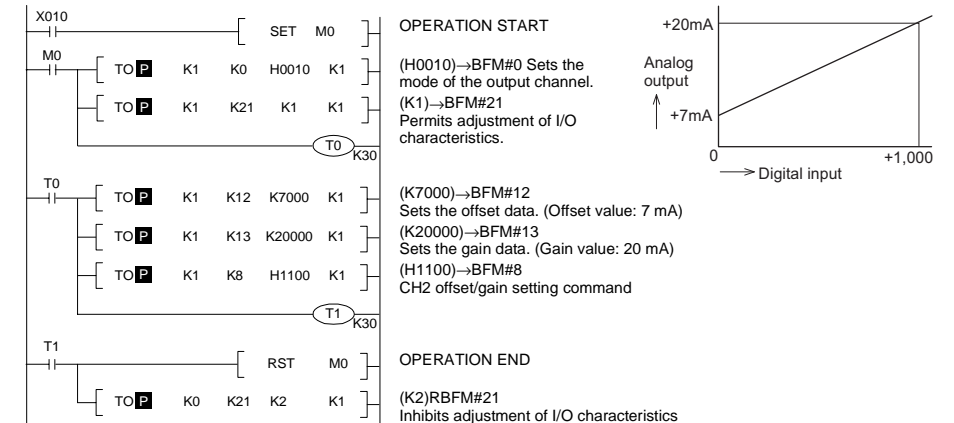 X010
SET M0
OPERATION START
M0
TO P K1 K0 H0010 K1
(H0010)→BFM#0 Sets the
mode of the output channel.
TO P K1 K21 K1 K1
(K1)→BFM#21
Permits adjustment of I/O
characteristics.
T0
K30
T0
TO P K1 K12 K7000 K1
(K7000)→BFM#12
Sets the offset data. (Offset value: 7 mA)
TO P K1 K13 K20000 K1
(K20000)→BFM#13
Sets the gain data. (Gain value: 20 mA)
TO P K1 K8 H1100 K1
(H1100)→BFM#8
CH2 offset/gain setting command
T1
K30
T1
RST M0
OPERATION END
TO P K0 K21 K2 K1
(K2)RBFM#21
Inhibits adjustment of I/O characteristics
+20mA
Analog
output
+7mA
0
+1,000
Digital input